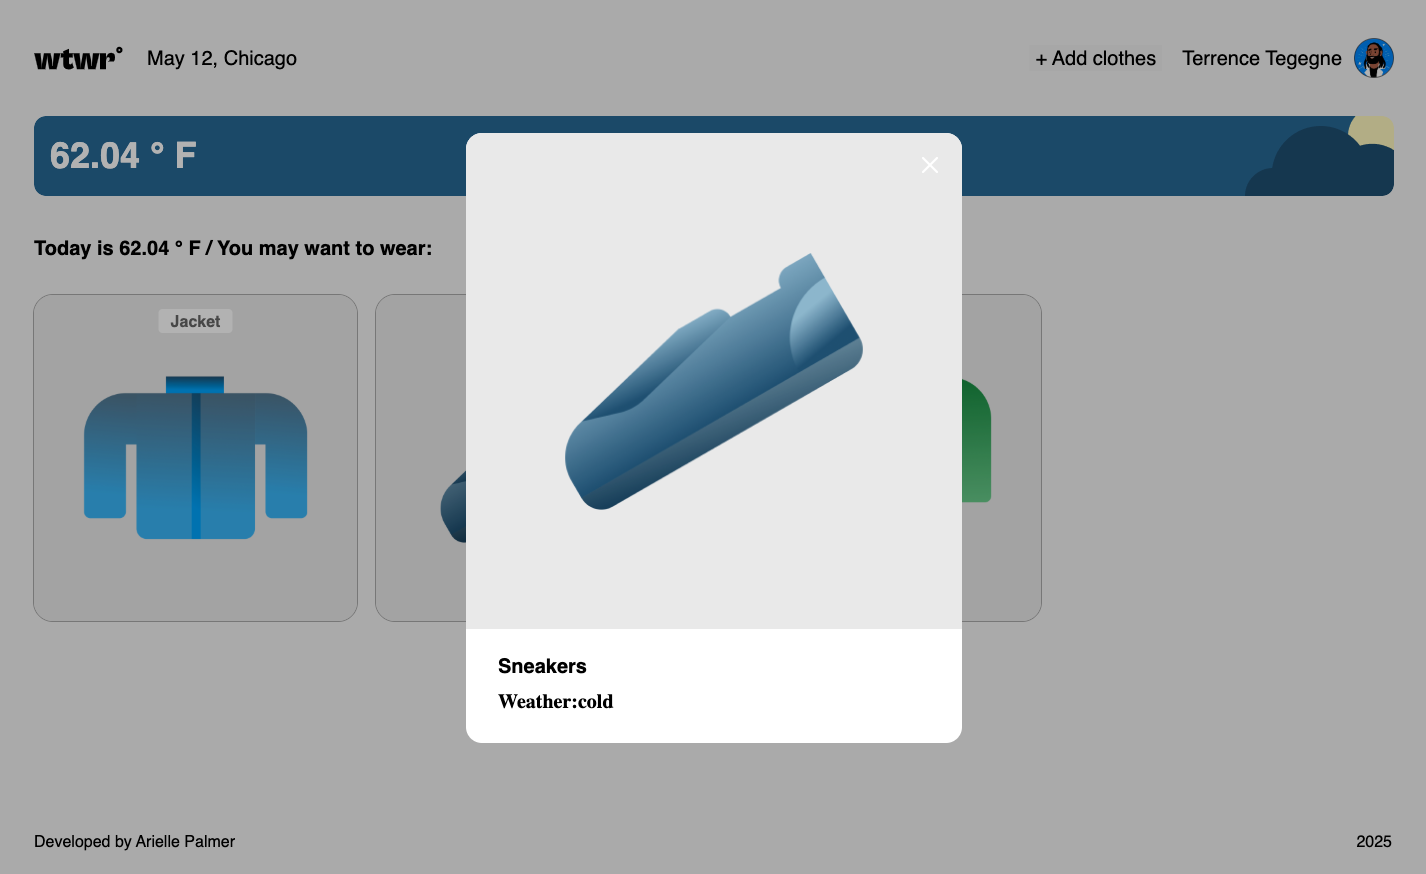 wtwr°
May 12, Chicago
+ Add clothes
Terrence Tegegne
62.04 ° F
Today is 62.04 ° F / You may want to wear:
Jacket
Sneakers
Weather:cold
Developed by Arielle Palmer
2025